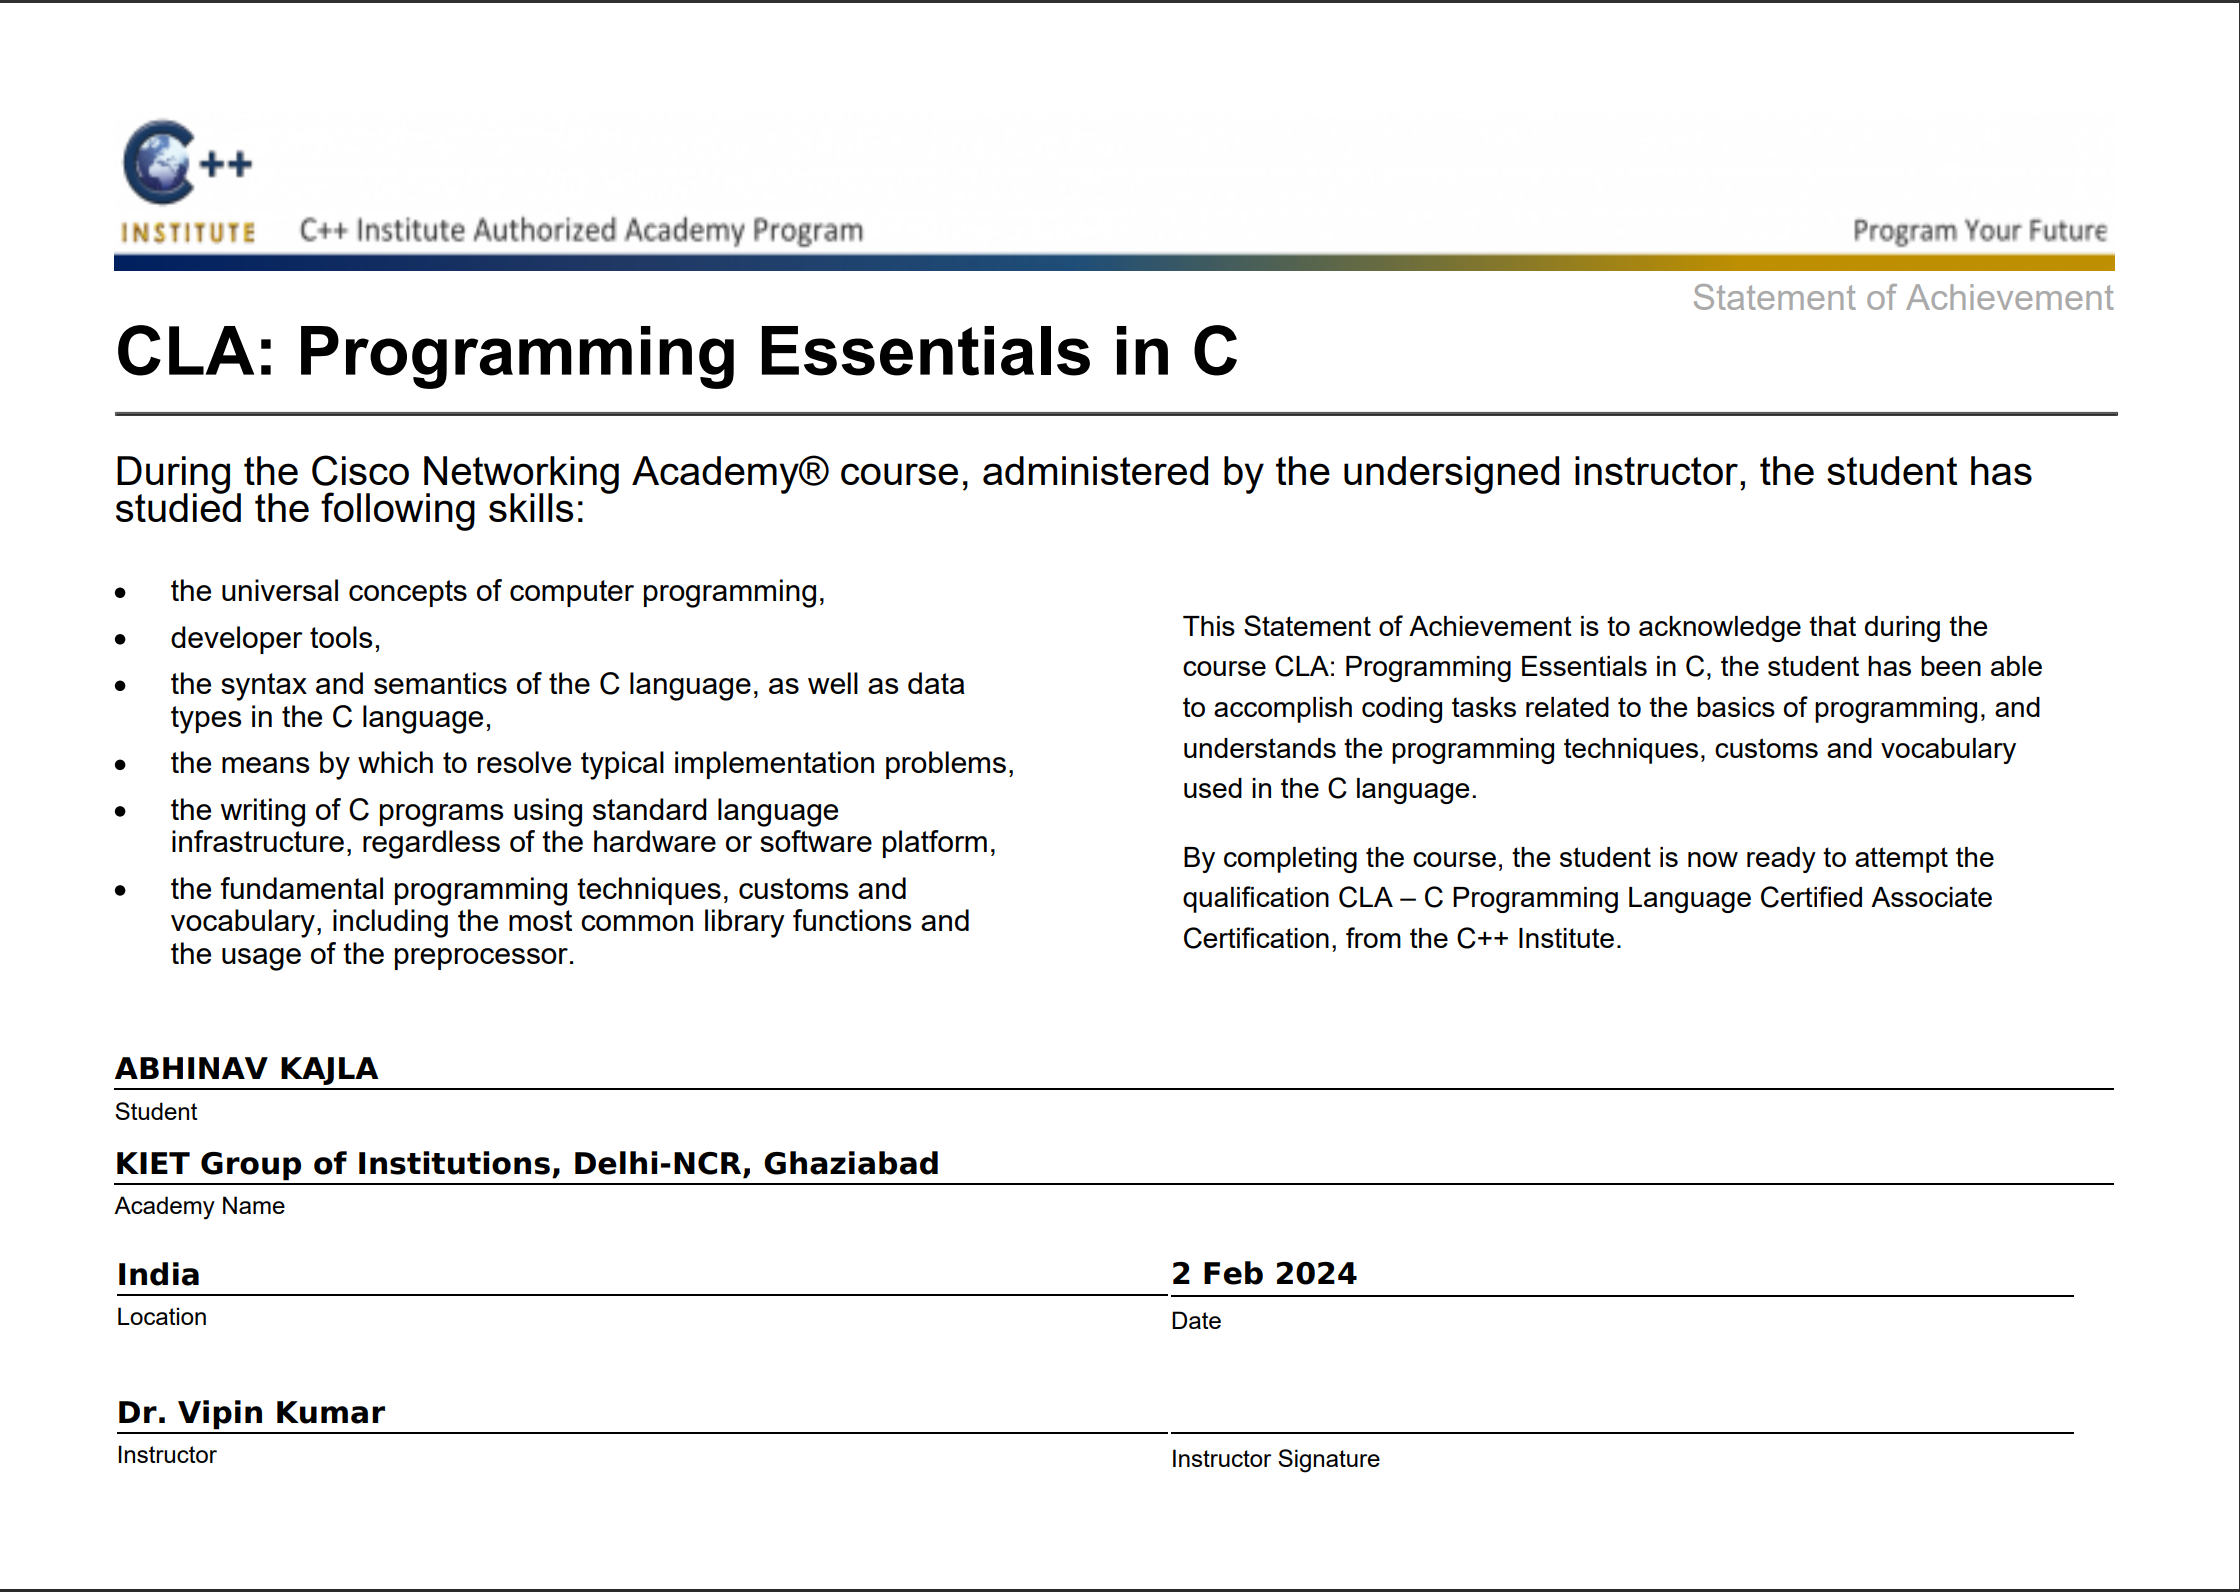 C++
INSTITUTE
C++ Institute Authorized Academy Program
Program Your Future
Statement of Achievement
CLA: Programming Essentials in C
During the Cisco Networking Academy® course, administered by the undersigned instructor, the student has
studied the following skills:
• the universal concepts of computer programming,
• developer tools,
• the syntax and semantics of the C language, as well as data
types in the C language,
• the means by which to resolve typical implementation problems,
• the writing of C programs using standard language
infrastructure, regardless of the hardware or software platform,
• the fundamental programming techniques, customs and
vocabulary, including the most common library functions and
the usage of the preprocessor.
This Statement of Achievement is to acknowledge that during the
course CLA: Programming Essentials in C, the student has been able
to accomplish coding tasks related to the basics of programming, and
understands the programming techniques, customs and vocabulary
used in the C language.
By completing the course, the student is now ready to attempt the
qualification CLA – C Programming Language Certified Associate
Certification, from the C++ Institute.
ABHINAV KAJLA
Student
KIET Group of Institutions, Delhi-NCR, Ghaziabad
Academy Name
India
Location
2 Feb 2024
Date
Dr. Vipin Kumar
Instructor
Instructor Signature